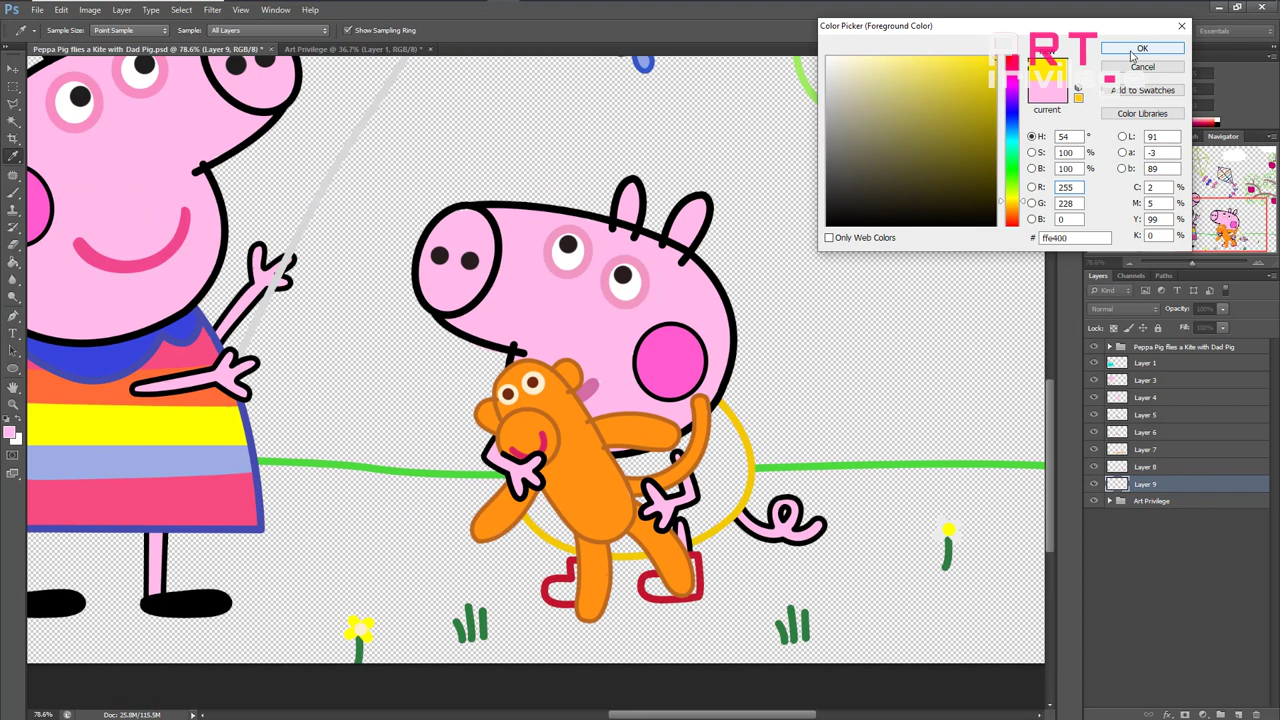 Ps File Edit Image Layer Type Select Filter View Window Help
Sample Size: Point Sample Sample: All Layers Show Sampling Ring Essentials
Peppa Pig flies a Kite with Dad Pig.psd @ 78.6% (Layer 9, RGB/8) * × Art Privilege @ 36.7% (Layer 1, RGB/8) * ×
Color Picker (Foreground Color)
ART
OK
Cancel
Add to Swatches
Color Libraries
current
H: 54 ° L: 91
S: 100 % a: -3
B: 100 % b: 89
R: 255 C: 2 %
G: 228 M: 5 %
B: 0 Y: 99 %
# ffe400 K: 0 %
Only Web Colors
Navigator
78.6%
Layers Channels Paths
Kind
Normal Opacity: 100%
Lock: Fill: 100%
Peppa Pig flies a Kite with Dad Pig
Layer 1
Layer 3
Layer 4
Layer 5
Layer 6
Layer 7
Layer 8
Layer 9
Art Privilege
78.6% Doc: 25.8M/115.5M